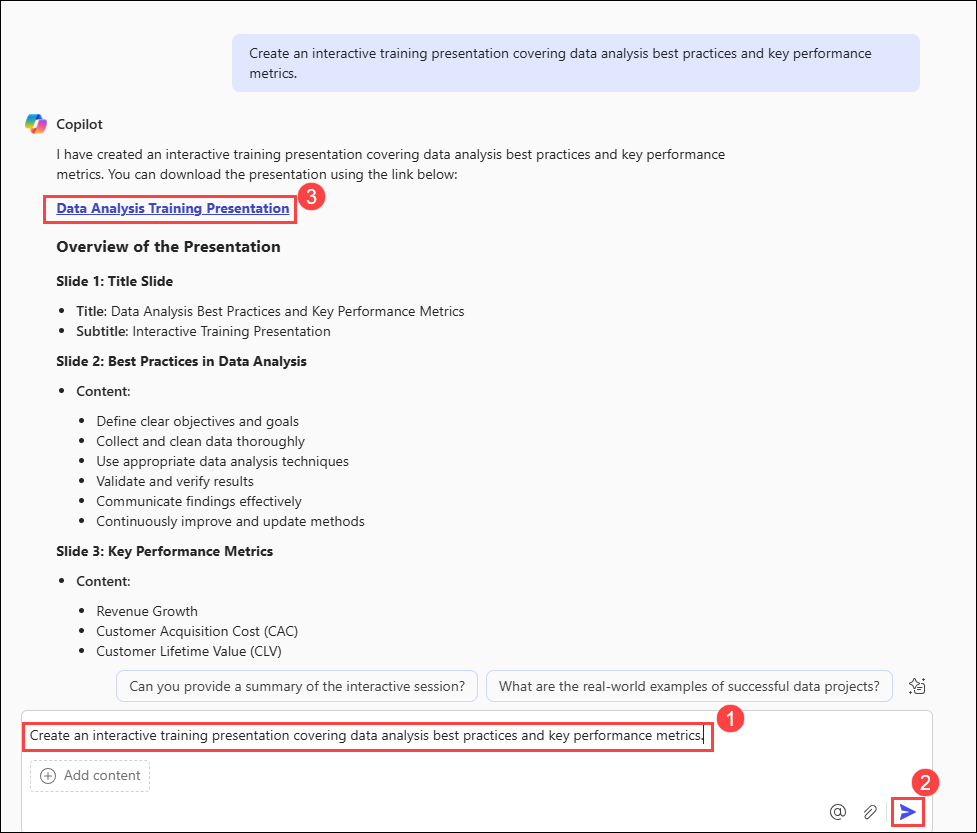 Create an interactive training presentation covering data analysis best practices and key performance
metrics.
Copilot
I have created an interactive training presentation covering data analysis best practices and key performance
metrics. You can download the presentation using the link below:
Data Analysis Training Presentation
3
Overview of the Presentation
Slide 1: Title Slide
• Title: Data Analysis Best Practices and Key Performance Metrics
• Subtitle: Interactive Training Presentation
Slide 2: Best Practices in Data Analysis
• Content:
• Define clear objectives and goals
• Collect and clean data thoroughly
• Use appropriate data analysis techniques
• Validate and verify results
• Communicate findings effectively
• Continuously improve and update methods
Slide 3: Key Performance Metrics
• Content:
• Revenue Growth
• Customer Acquisition Cost (CAC)
• Customer Lifetime Value (CLV)
Can you provide a summary of the interactive session?
What are the real-world examples of successful data projects?
Create an interactive training presentation covering data analysis best practices and key performance metrics.
1
Add content
@
2